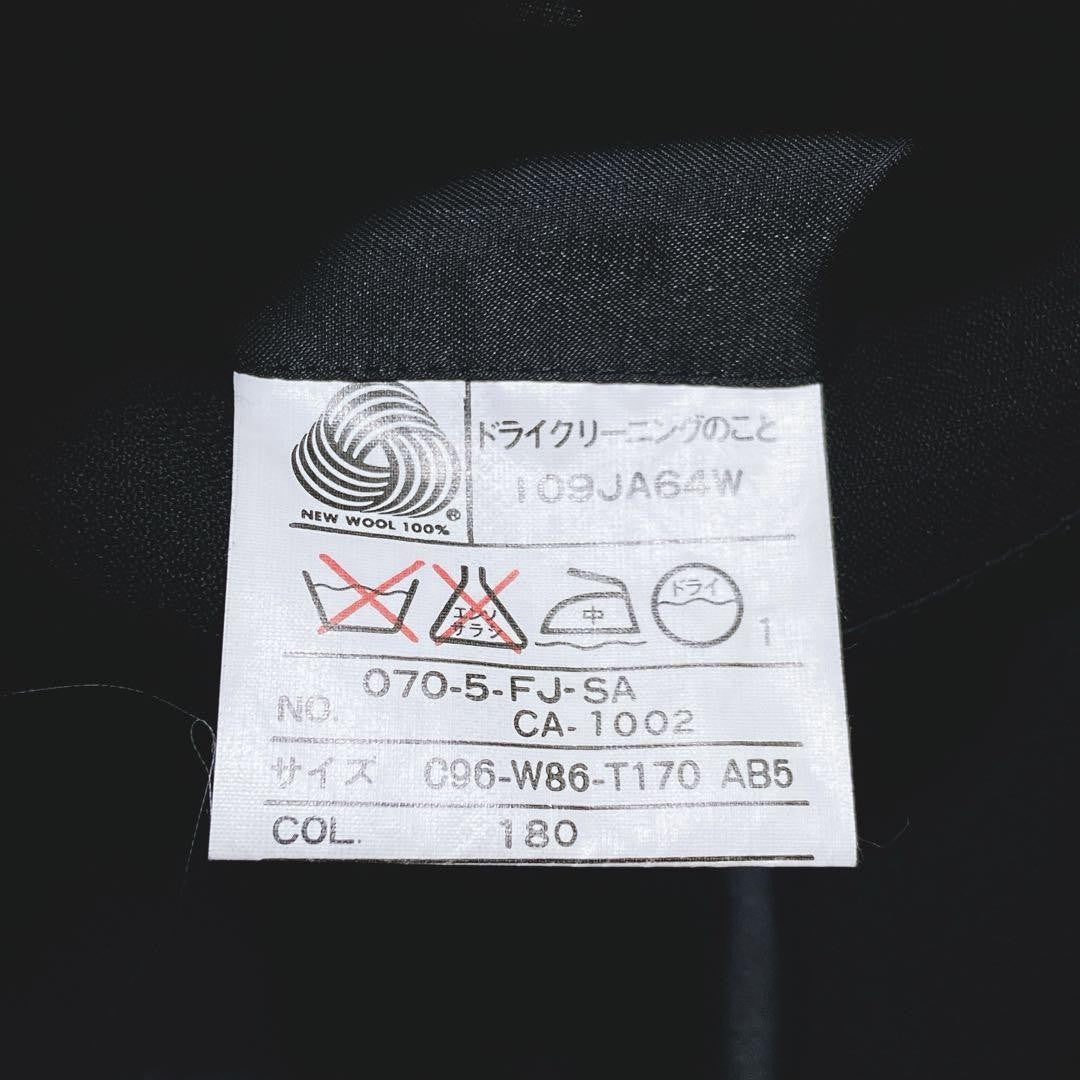 ドライクリーニングのこと
109JA64W
NEW WOOL 100% ®
エンソ
サラシ
中
ドライ
1
NO. 070-5-FJ-SA
CA-1002
サイズ C96-W86-T170 AB5
COL. 180